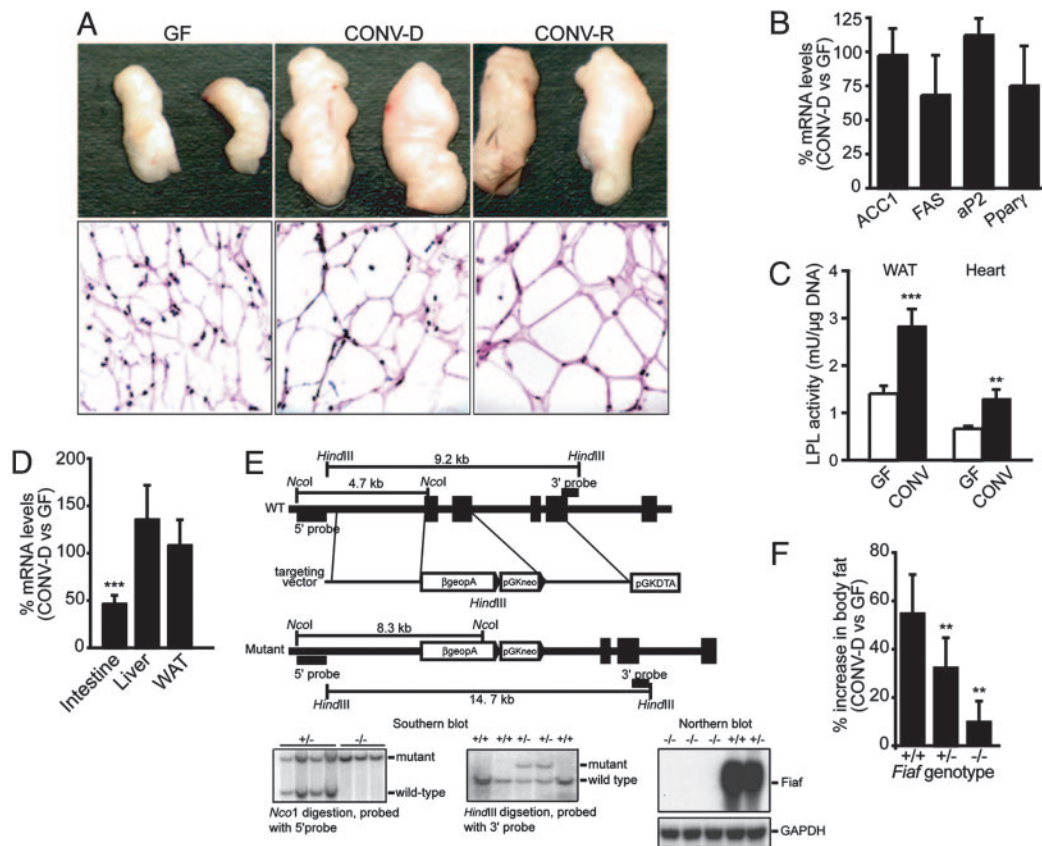 A
GF CONV-D CONV-R
B
% mRNA levels
(CONV-D vs GF)
125
100
75
50
25
0
ACC1 FAS aP2 Pparγ
C
LPL activity (mU/µg DNA)
WAT Heart
4
3
2
1
0
***
**
GF CONV GF CONV
D
% mRNA levels
(CONV-D vs GF)
200
150
100
50
0
***
Intestine Liver WAT
E
HindIII 9.2 kb HindIII
NcoI 4.7 kb NcoI
3' probe
WT
5' probe
targeting
vector
βgeopA pGKneo pGKDTA
HindIII
NcoI 8.3 kb NcoI
Mutant
βgeopA pGKneo
5' probe 3' probe
HindIII 14.7 kb HindIII
Southern blot
+/- -/-
mutant
wild-type
Nco1 digestion, probed
with 5'probe
+/+ +/+ +/- +/- +/+
mutant
wild type
HindIII digsetion, probed
with 3' probe
Northern blot
-/- -/- -/- +/+ +/-
Fiaf
GAPDH
F
% increase in body fat
(CONV-D vs GF)
80
60
40
20
0
**
**
+/+ +/- -/-
Fiaf genotype